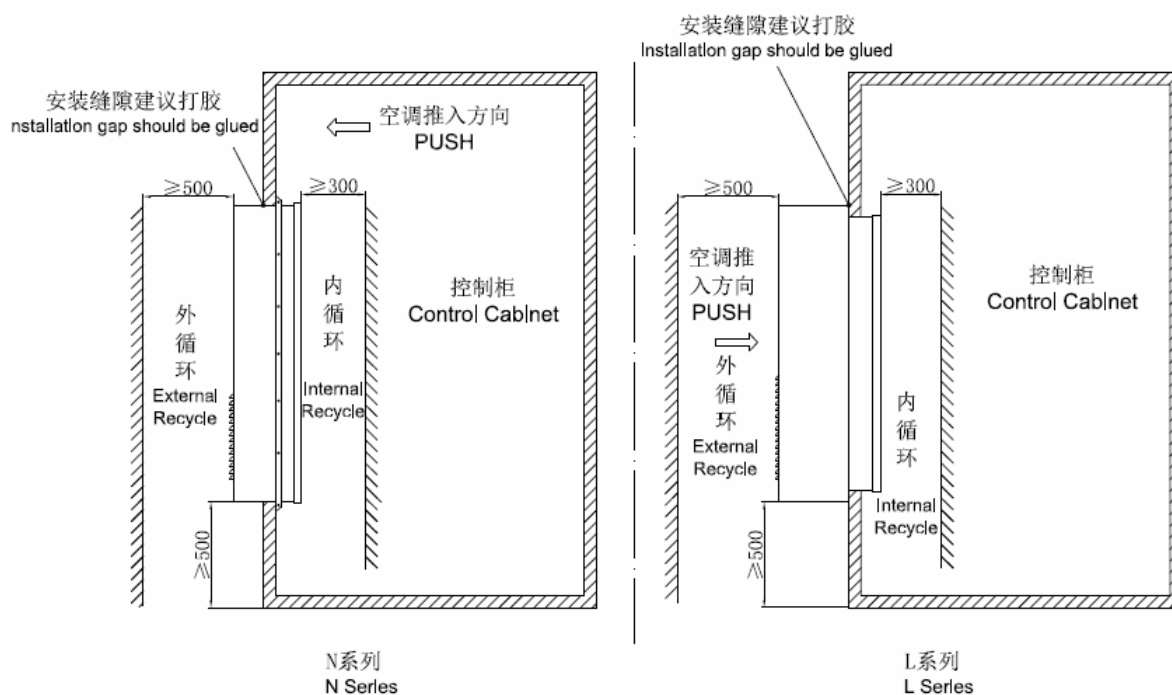 安装缝隙建议打胶
nstallation gap should be glued
空调推入方向
PUSH
≥500
≥300
外
循
环
External
Recycle
内
循
环
Internal
Recycle
控制柜
Control Cabinet
≥500
N系列
N Series
安装缝隙建议打胶
Installation gap should be glued
≥500
≥300
空调推
入方向
PUSH
外
循
环
External
Recycle
内
循
环
Internal
Recycle
控制柜
Control Cabinet
≥500
L系列
L Series